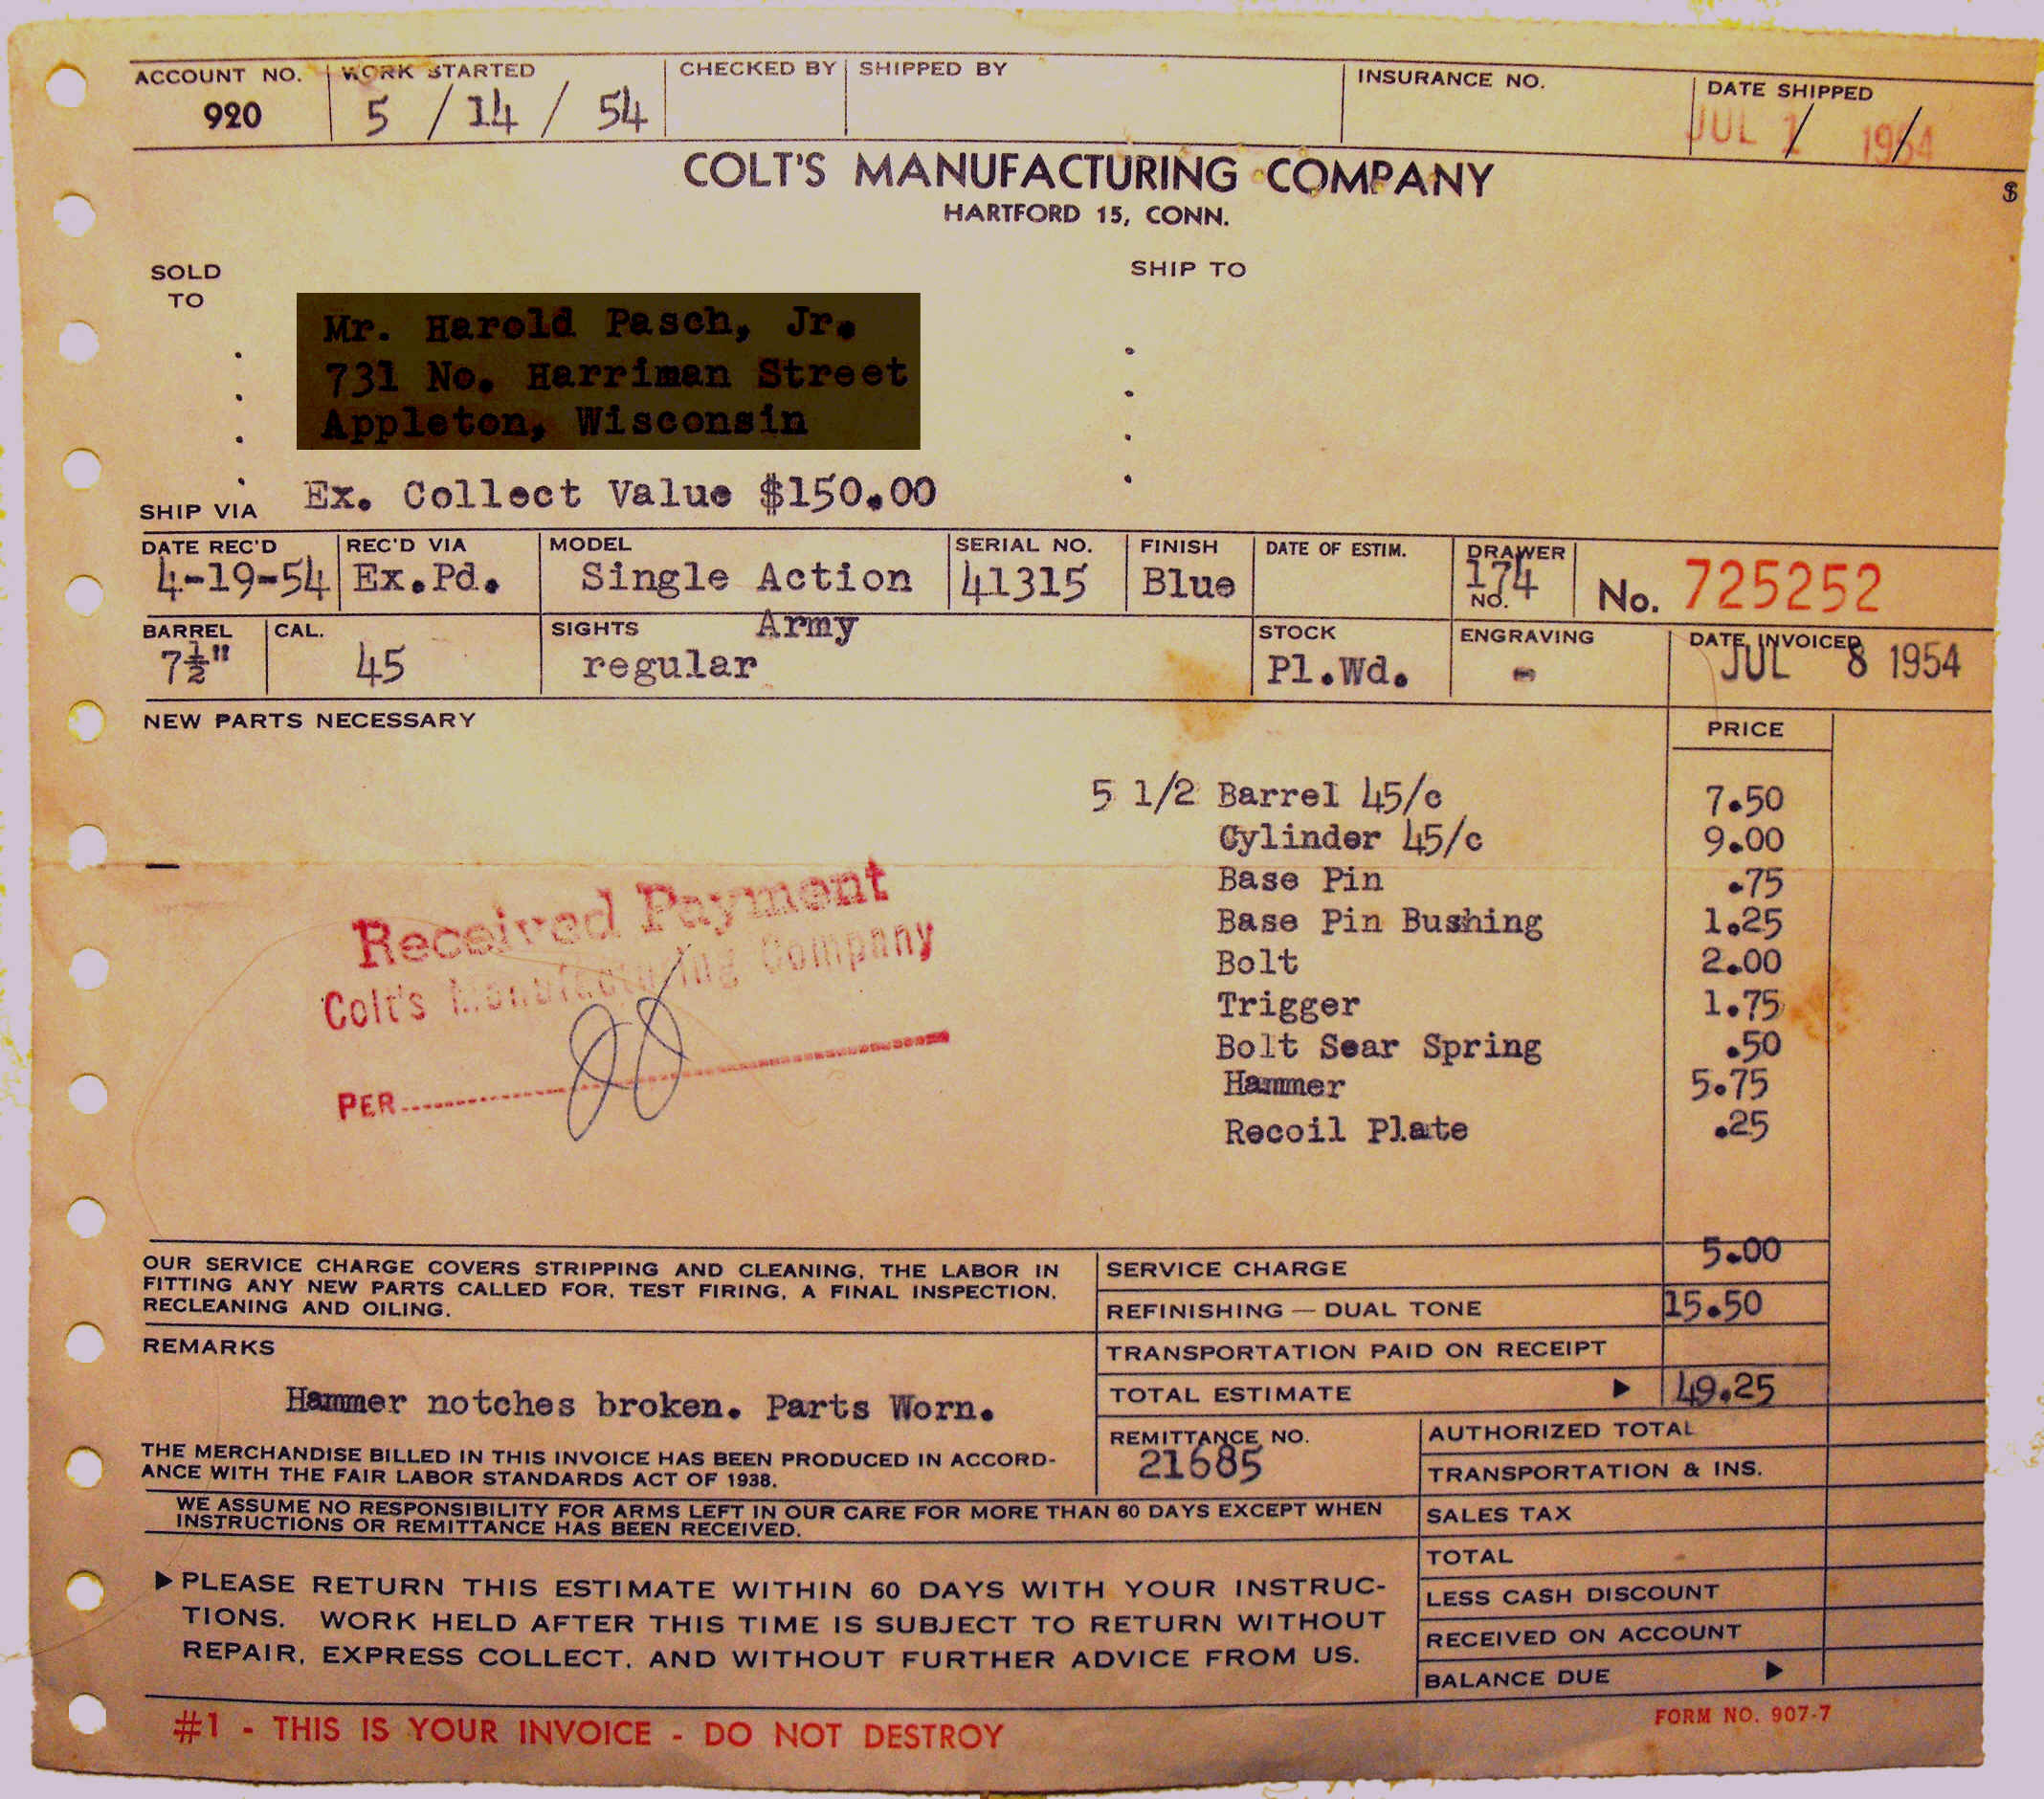 ACCOUNT NO. WORK STARTED CHECKED BY SHIPPED BY INSURANCE NO. DATE SHIPPED
920 5 / 14 / 54 JUL / 1954 /
COLT'S MANUFACTURING COMPANY
$
HARTFORD 15, CONN.
SOLD TO
SHIP TO
Mr. Harold Pasch, Jr.
731 No. Harriman Street
Appleton, Wisconsin
SHIP VIA Ex. Collect Value $150.00
DATE REC'D REC'D VIA MODEL SERIAL NO. FINISH DATE OF ESTIM. DRAWER NO.
4-19-54 Ex.Pd. Single Action Army 41315 Blue 174 No. 725252
BARREL CAL. SIGHTS STOCK ENGRAVING DATE INVOICED
7½" 45 regular Pl.Wd. - JUL 8 1954
NEW PARTS NECESSARY PRICE
5 1/2 Barrel 45/c 7.50
Cylinder 45/c 9.00
Base Pin .75
Base Pin Bushing 1.25
Bolt 2.00
Trigger 1.75
Bolt Sear Spring .50
Hammer 5.75
Recoil Plate .25
Received Payment
Colt's Manufacturing Company
PER
OUR SERVICE CHARGE COVERS STRIPPING AND CLEANING, THE LABOR IN
FITTING ANY NEW PARTS CALLED FOR, TEST FIRING, A FINAL INSPECTION,
RECLEANING AND OILING.
SERVICE CHARGE 5.00
REFINISHING — DUAL TONE 15.50
TRANSPORTATION PAID ON RECEIPT
TOTAL ESTIMATE ► 49.25
REMARKS
Hammer notches broken. Parts Worn.
REMITTANCE NO.
21685
THE MERCHANDISE BILLED IN THIS INVOICE HAS BEEN PRODUCED IN ACCORD-
ANCE WITH THE FAIR LABOR STANDARDS ACT OF 1938.
WE ASSUME NO RESPONSIBILITY FOR ARMS LEFT IN OUR CARE FOR MORE THAN 60 DAYS EXCEPT WHEN
INSTRUCTIONS OR REMITTANCE HAS BEEN RECEIVED.
►PLEASE RETURN THIS ESTIMATE WITHIN 60 DAYS WITH YOUR INSTRUC-
TIONS. WORK HELD AFTER THIS TIME IS SUBJECT TO RETURN WITHOUT
REPAIR, EXPRESS COLLECT, AND WITHOUT FURTHER ADVICE FROM US.
AUTHORIZED TOTAL
TRANSPORTATION & INS.
SALES TAX
TOTAL
LESS CASH DISCOUNT
RECEIVED ON ACCOUNT
BALANCE DUE ►
#1 - THIS IS YOUR INVOICE - DO NOT DESTROY
FORM NO. 907-7